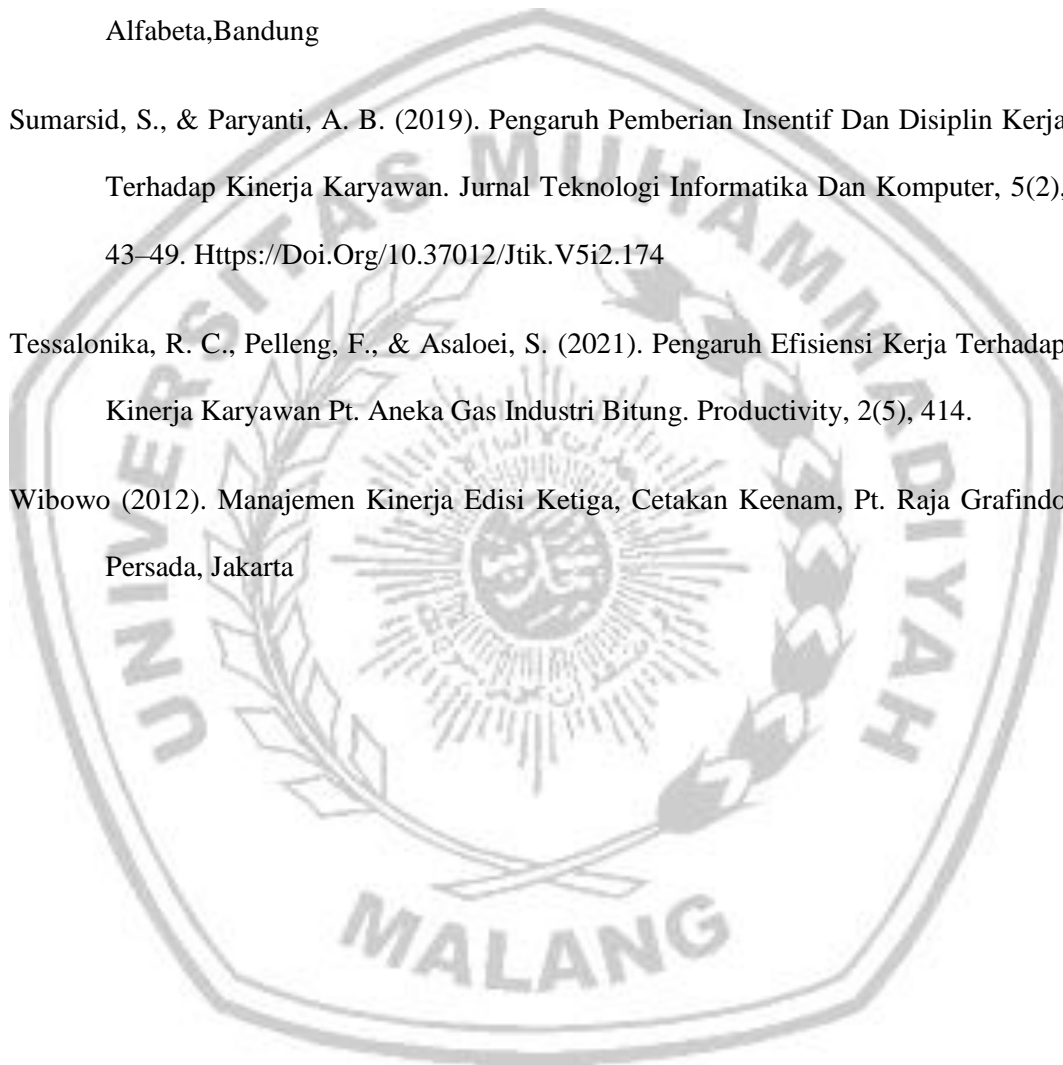 Alfabeta,Bandung
Sumarsid, S., & Paryanti, A. B. (2019). Pengaruh Pemberian Insentif Dan Disiplin Kerja
Terhadap Kinerja Karyawan. Jurnal Teknologi Informatika Dan Komputer, 5(2),
43–49. Https://Doi.Org/10.37012/Jtik.V5i2.174
Tessalonika, R. C., Pelleng, F., & Asaloei, S. (2021). Pengaruh Efisiensi Kerja Terhadap
Kinerja Karyawan Pt. Aneka Gas Industri Bitung. Productivity, 2(5), 414.
Wibowo (2012). Manajemen Kinerja Edisi Ketiga, Cetakan Keenam, Pt. Raja Grafindo
Persada, Jakarta
UNIVERSITAS MUHAMMADIYAH
MALANG